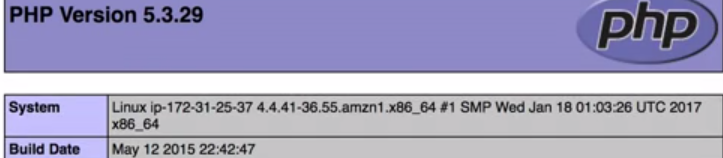 PHP Version 5.3.29
php
System Linux ip-172-31-25-37 4.4.41-36.55.amzn1.x86_64 #1 SMP Wed Jan 18 01:03:26 UTC 2017
x86_64
Build Date May 12 2015 22:42:47